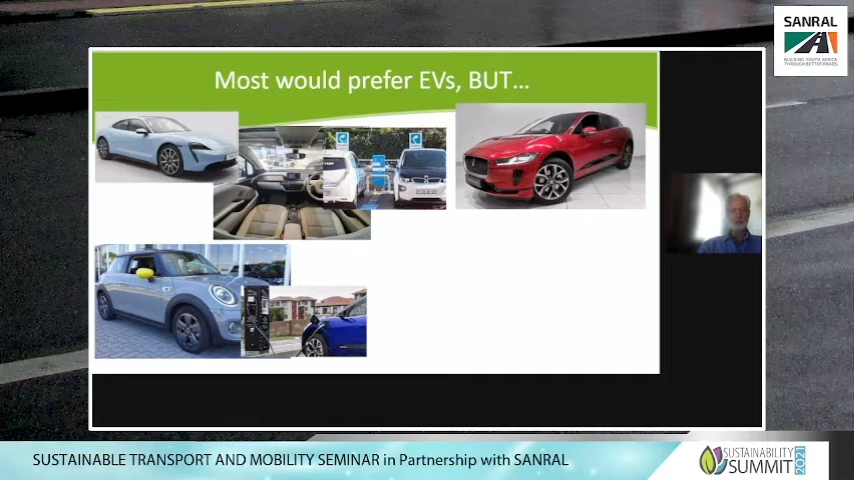 SANRAL
BUILDING SOUTH AFRICA
THROUGH BETTER ROADS
Most would prefer EVs, BUT...
SUSTAINABLE TRANSPORT AND MOBILITY SEMINAR in Partnership with SANRAL
SUSTAINABILITY
SUMMIT 2021